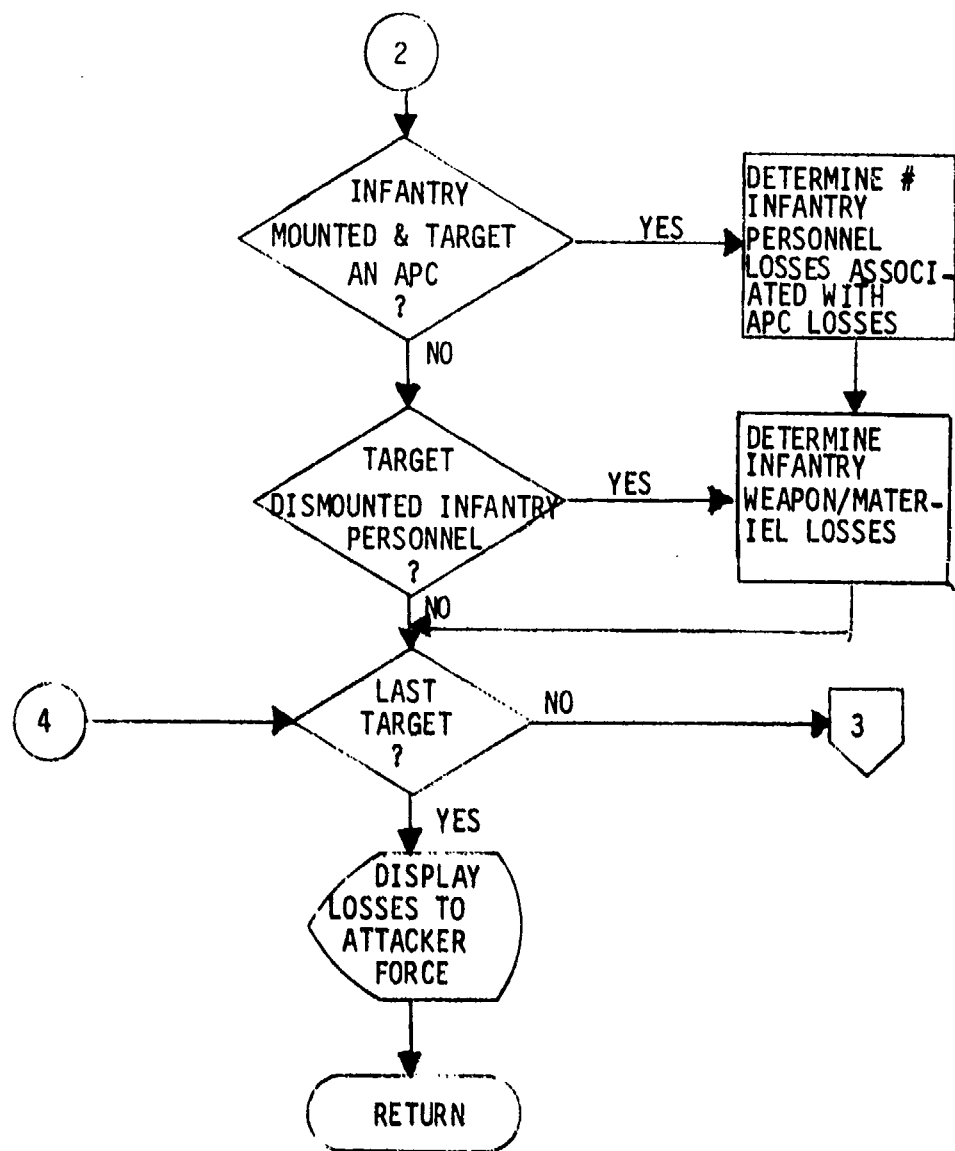 2
INFANTRY
MOUNTED & TARGET
AN APC
?
YES
DETERMINE #
INFANTRY
PERSONNEL
LOSSES ASSOCI-
ATED WITH
APC LOSSES
NO
TARGET
DISMOUNTED INFANTRY
PERSONNEL
?
YES
DETERMINE
INFANTRY
WEAPON/MATER-
IEL LOSSES
NO
4
LAST
TARGET
?
NO
3
YES
DISPLAY
LOSSES TO
ATTACKER
FORCE
RETURN